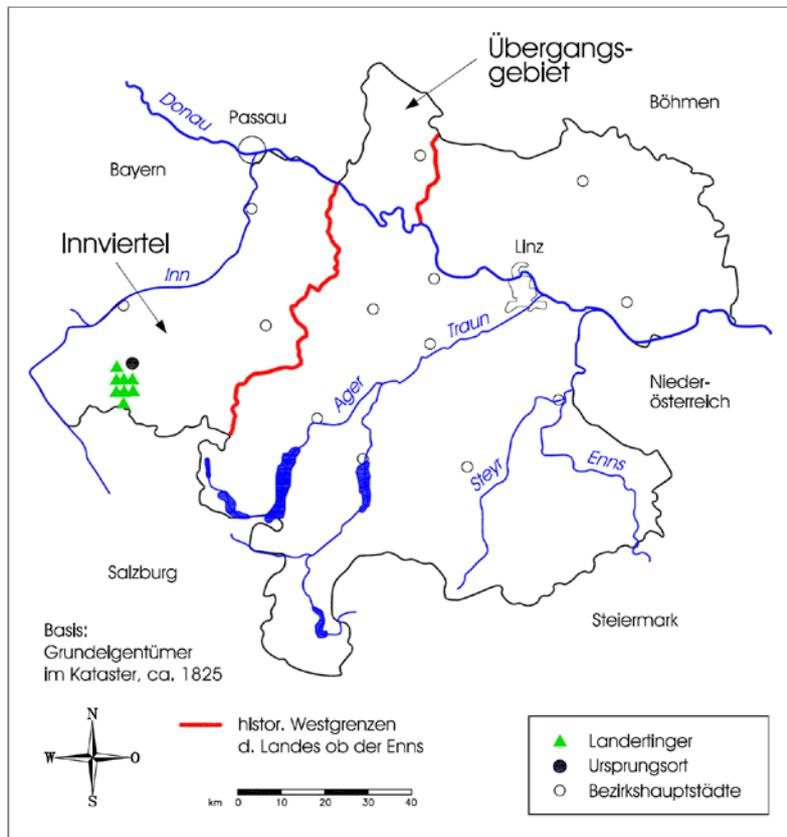 Übergangs-
gebiet
Böhmen
Donau
Passau
Bayern
Innviertel
Inn
Linz
Traun
Ager
Nieder-
österreich
Steyr
Enns
Salzburg
Steiermark
Basis:
Grundeigentümer
im Kataster, ca. 1825
N
W
O
S
histor. Westgrenzen
d. Landes ob der Enns
km 0 10 20 30 40
Landertinger
Ursprungsort
Bezirkshauptstädte